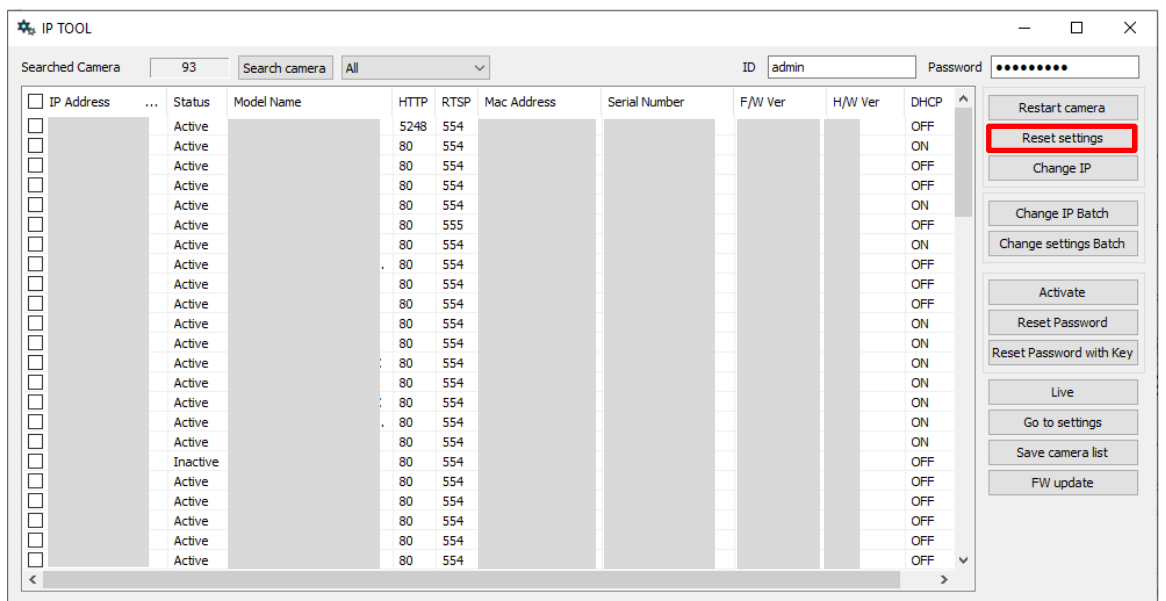 IP TOOL
Searched Camera 93 Search camera All ID admin Password •••••••••
IP Address ... Status Model Name HTTP RTSP Mac Address Serial Number F/W Ver H/W Ver DHCP
Active 5248 554 OFF
Active 80 554 ON
Active 80 554 OFF
Active 80 554 OFF
Active 80 554 ON
Active 80 555 OFF
Active 80 554 ON
Active . 80 554 OFF
Active 80 554 OFF
Active 80 554 OFF
Active 80 554 ON
Active 80 554 ON
Active 80 554 ON
Active 80 554 ON
Active 80 554 ON
Active . 80 554 ON
Active 80 554 ON
Inactive 80 554 OFF
Active 80 554 OFF
Active 80 554 OFF
Active 80 554 OFF
Active 80 554 OFF
Active 80 554 OFF
Restart camera
Reset settings
Change IP
Change IP Batch
Change settings Batch
Activate
Reset Password
Reset Password with Key
Live
Go to settings
Save camera list
FW update